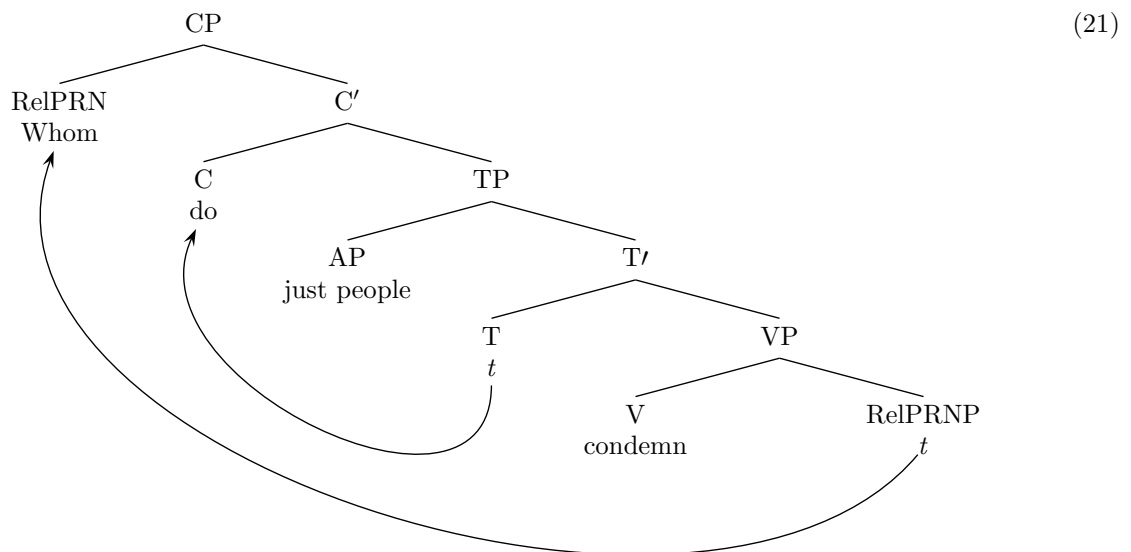 CP (21)
RelPRN C′
Whom
C TP
do
AP T′
just people
T VP
t
V RelPRNP
condemn t